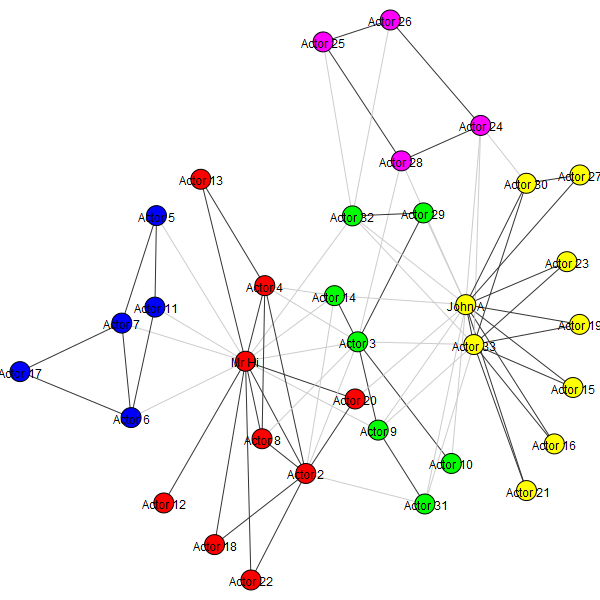 Actor 26
Actor 25
Actor 24
Actor 28
Actor 27
Actor 13
Actor 30
Actor 5
Actor 32
Actor 29
Actor 23
Actor 4
Actor 14
John A
Actor 11
Actor 7
Actor 19
Actor 3
Actor 33
Mr Hi
Actor 17
Actor 15
Actor 20
Actor 6
Actor 9
Actor 8
Actor 16
Actor 10
Actor 2
Actor 21
Actor 12
Actor 31
Actor 18
Actor 22